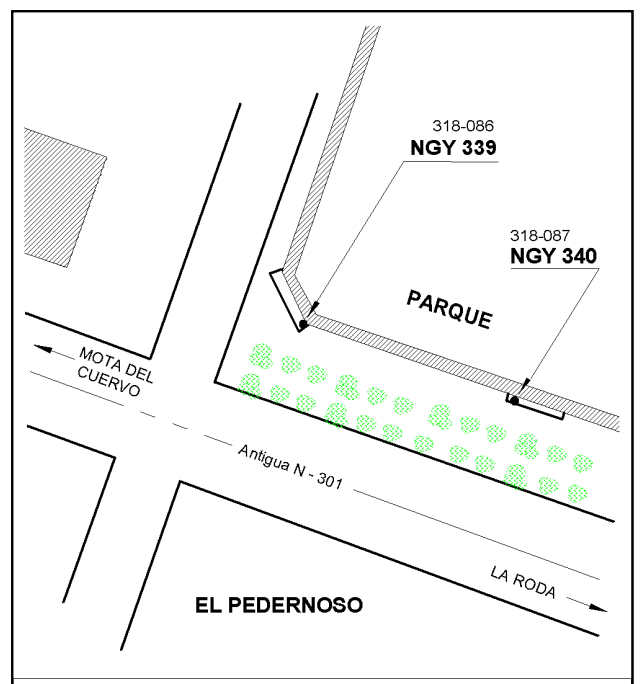 318-086
NGY 339
318-087
NGY 340
PARQUE
MOTA DEL
CUERVO
Antigua N - 301
LA RODA
EL PEDERNOSO